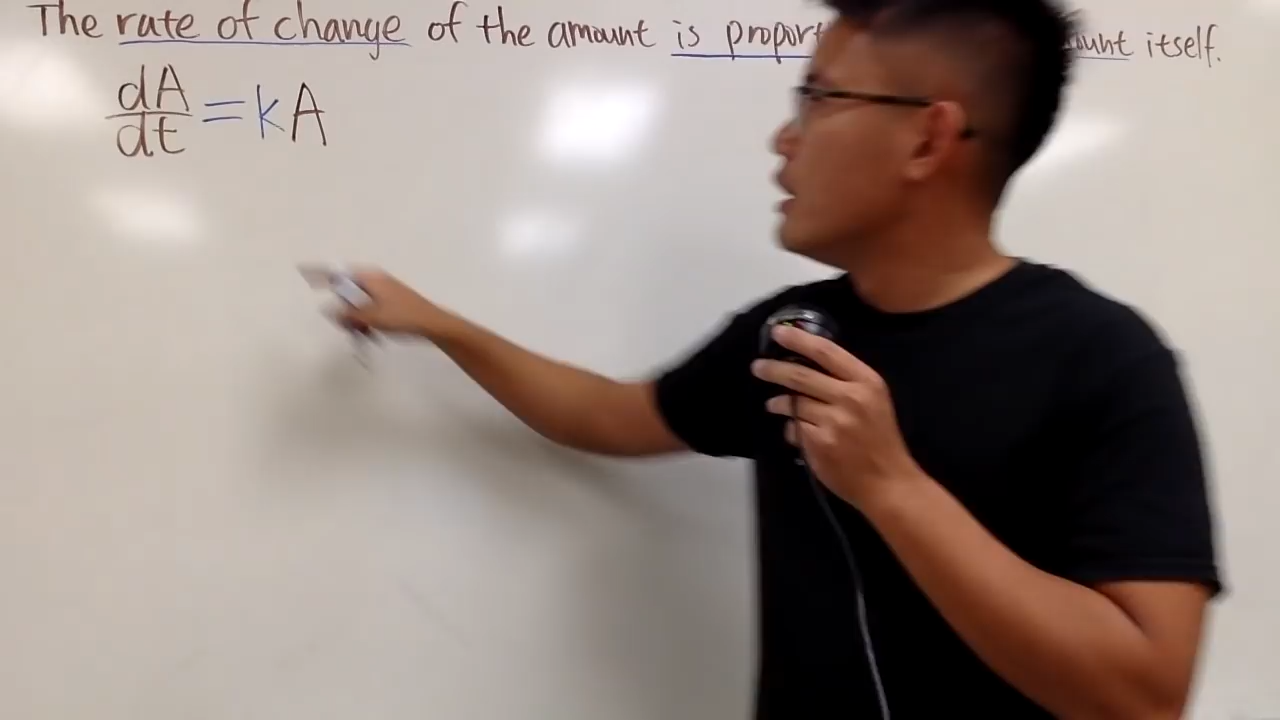 The rate of change of the amount is itself.
dA/dt = kA